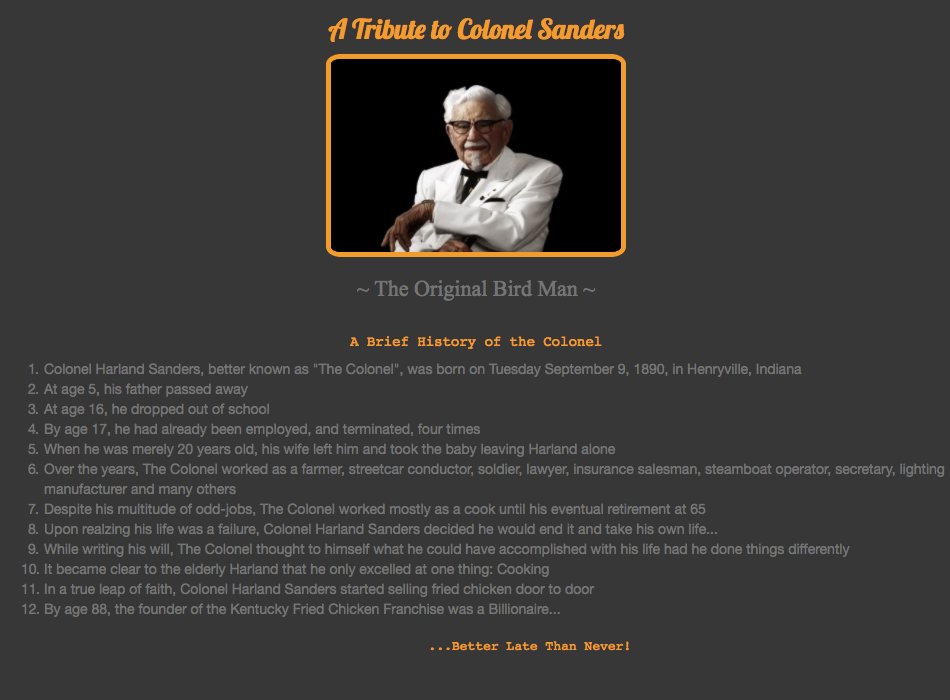 A Tribute to Colonel Sanders
~ The Original Bird Man ~
A Brief History of the Colonel
1. Colonel Harland Sanders, better known as "The Colonel", was born on Tuesday September 9, 1890, in Henryville, Indiana
2. At age 5, his father passed away
3. At age 16, he dropped out of school
4. By age 17, he had already been employed, and terminated, four times
5. When he was merely 20 years old, his wife left him and took the baby leaving Harland alone
6. Over the years, The Colonel worked as a farmer, streetcar conductor, soldier, lawyer, insurance salesman, steamboat operator, secretary, lighting
manufacturer and many others
7. Despite his multitude of odd-jobs, The Colonel worked mostly as a cook until his eventual retirement at 65
8. Upon realzing his life was a failure, Colonel Harland Sanders decided he would end it and take his own life...
9. While writing his will, The Colonel thought to himself what he could have accomplished with his life had he done things differently
10. It became clear to the elderly Harland that he only excelled at one thing: Cooking
11. In a true leap of faith, Colonel Harland Sanders started selling fried chicken door to door
12. By age 88, the founder of the Kentucky Fried Chicken Franchise was a Billionaire...
...Better Late Than Never!